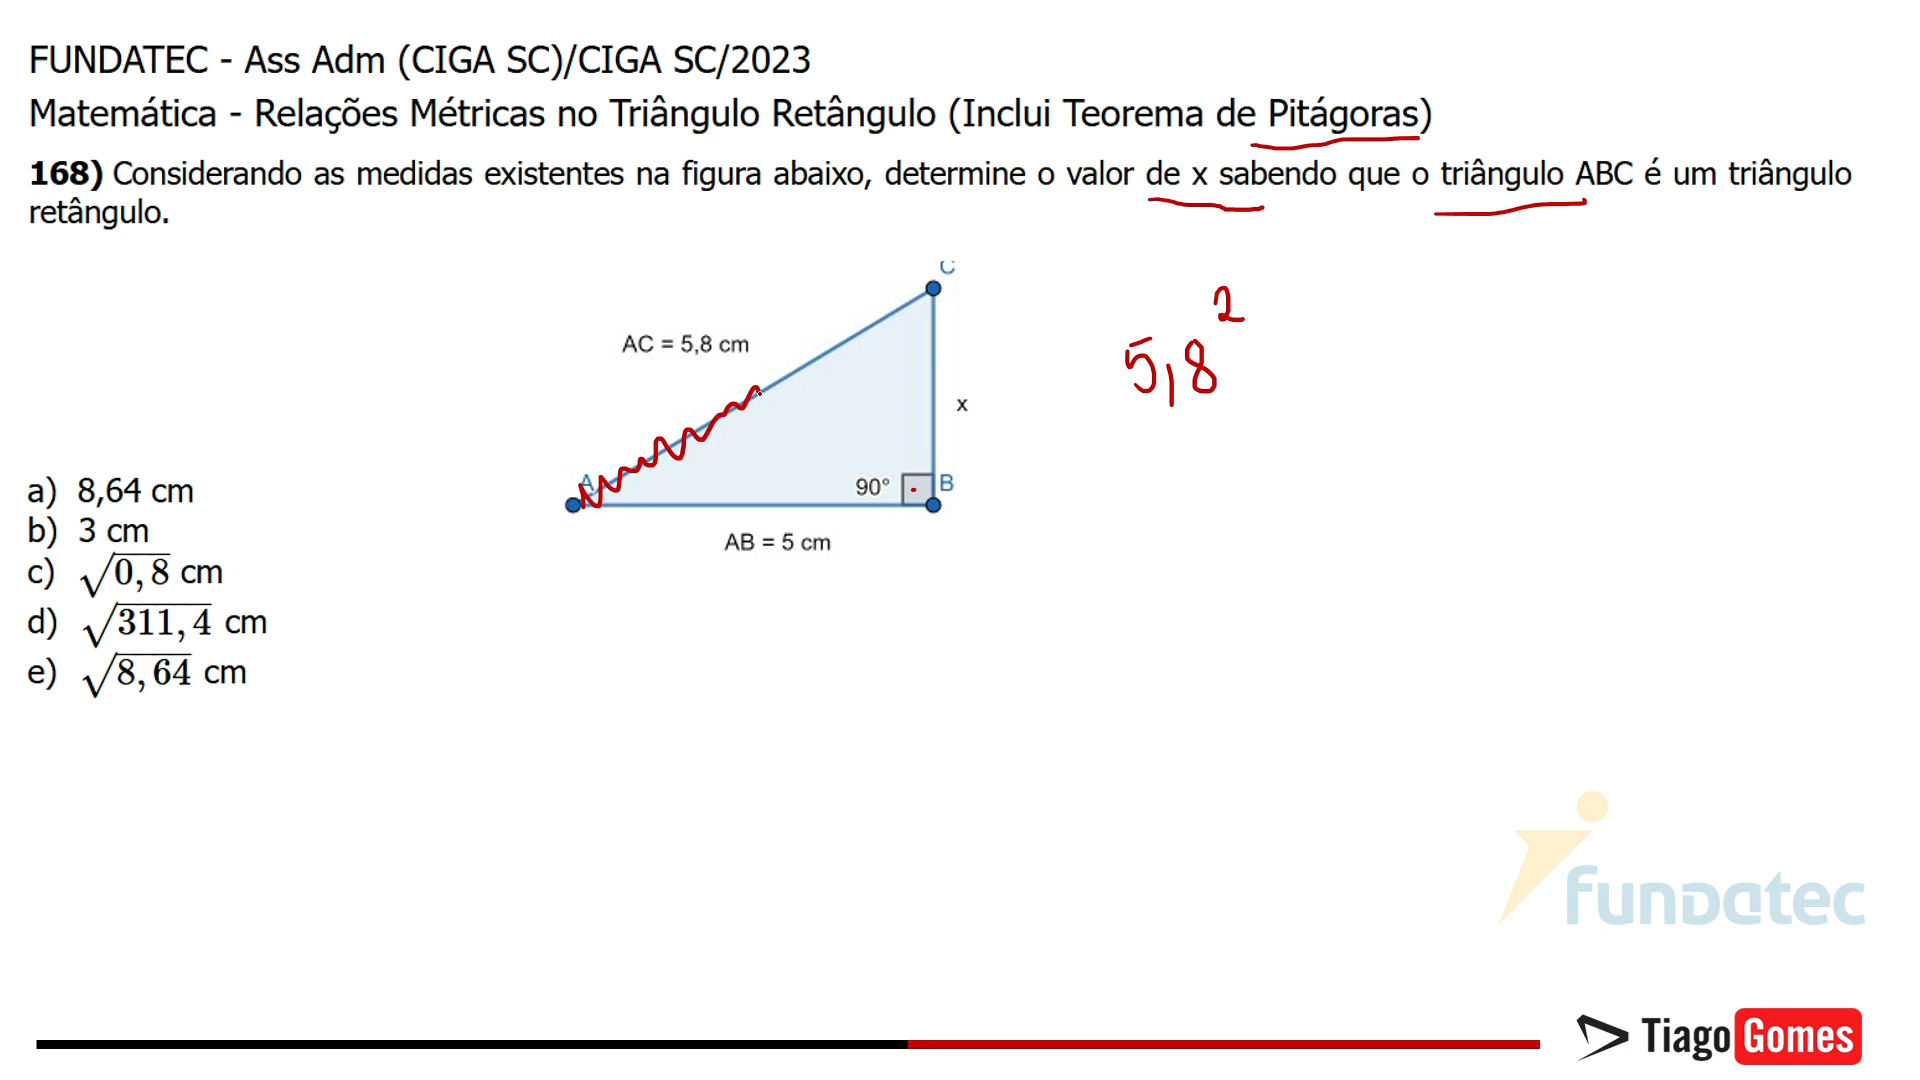 FUNDATEC - Ass Adm (CIGA SC)/CIGA SC/2023
Matemática - Relações Métricas no Triângulo Retângulo (Inclui Teorema de Pitágoras)
168) Considerando as medidas existentes na figura abaixo, determine o valor de x sabendo que o triângulo ABC é um triângulo
retângulo.
C
AC = 5,8 cm
5,8²
x
A
90°
B
AB = 5 cm
a) 8,64 cm
b) 3 cm
c) √0,8 cm
d) √311,4 cm
e) √8,64 cm
fundatec
Tiago Gomes